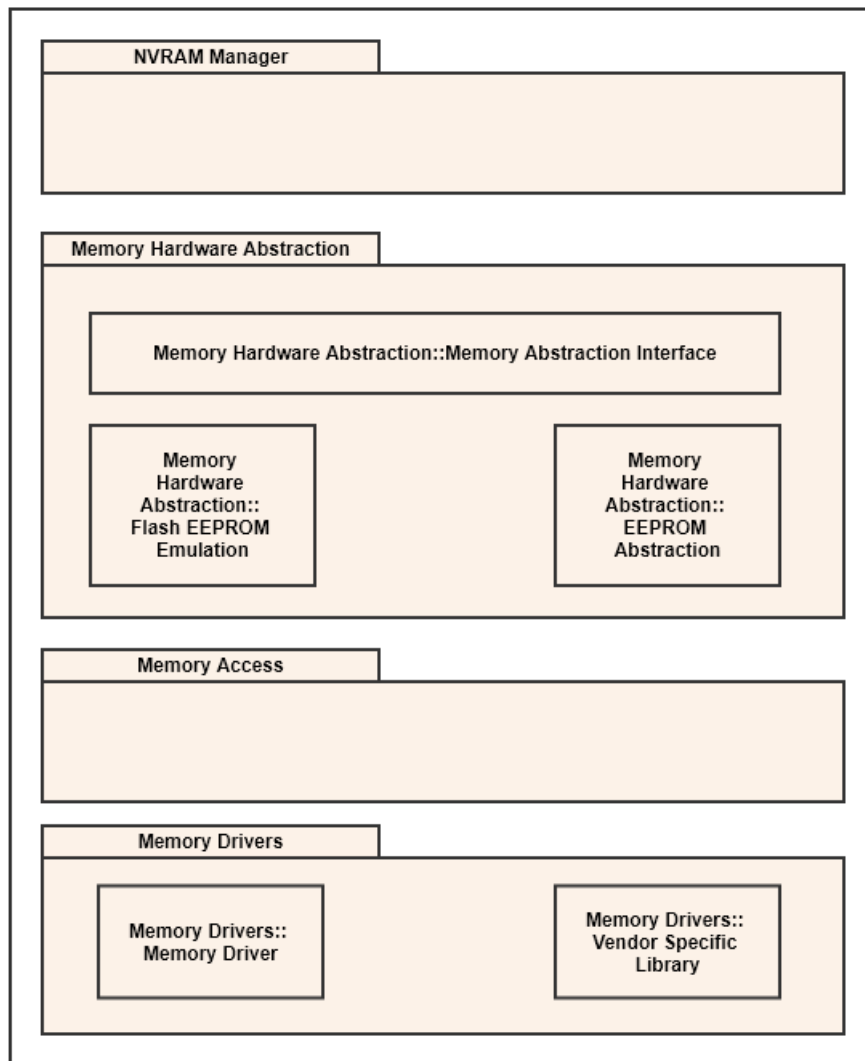 NVRAM Manager
Memory Hardware Abstraction
Memory Hardware Abstraction::Memory Abstraction Interface
Memory
Hardware
Abstraction::
Flash EEPROM
Emulation
Memory
Hardware
Abstraction::
EEPROM
Abstraction
Memory Access
Memory Drivers
Memory Drivers::
Memory Driver
Memory Drivers::
Vendor Specific
Library